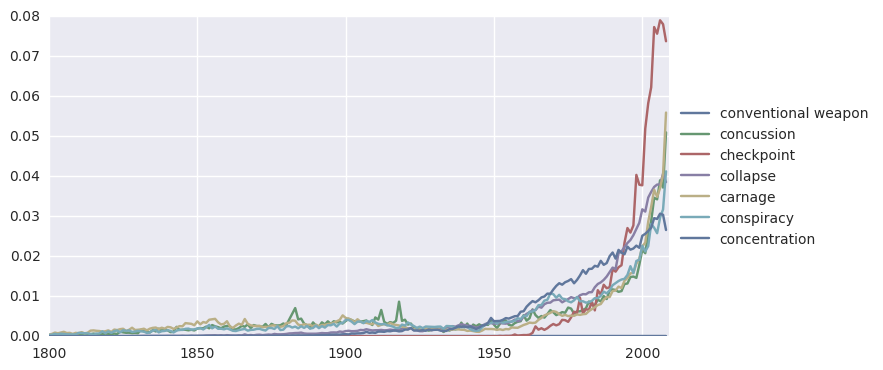 0.08
0.07
0.06
0.05
0.04
0.03
0.02
0.01
0.00
1800
1850
1900
1950
2000
conventional weapon
concussion
checkpoint
collapse
carnage
conspiracy
concentration